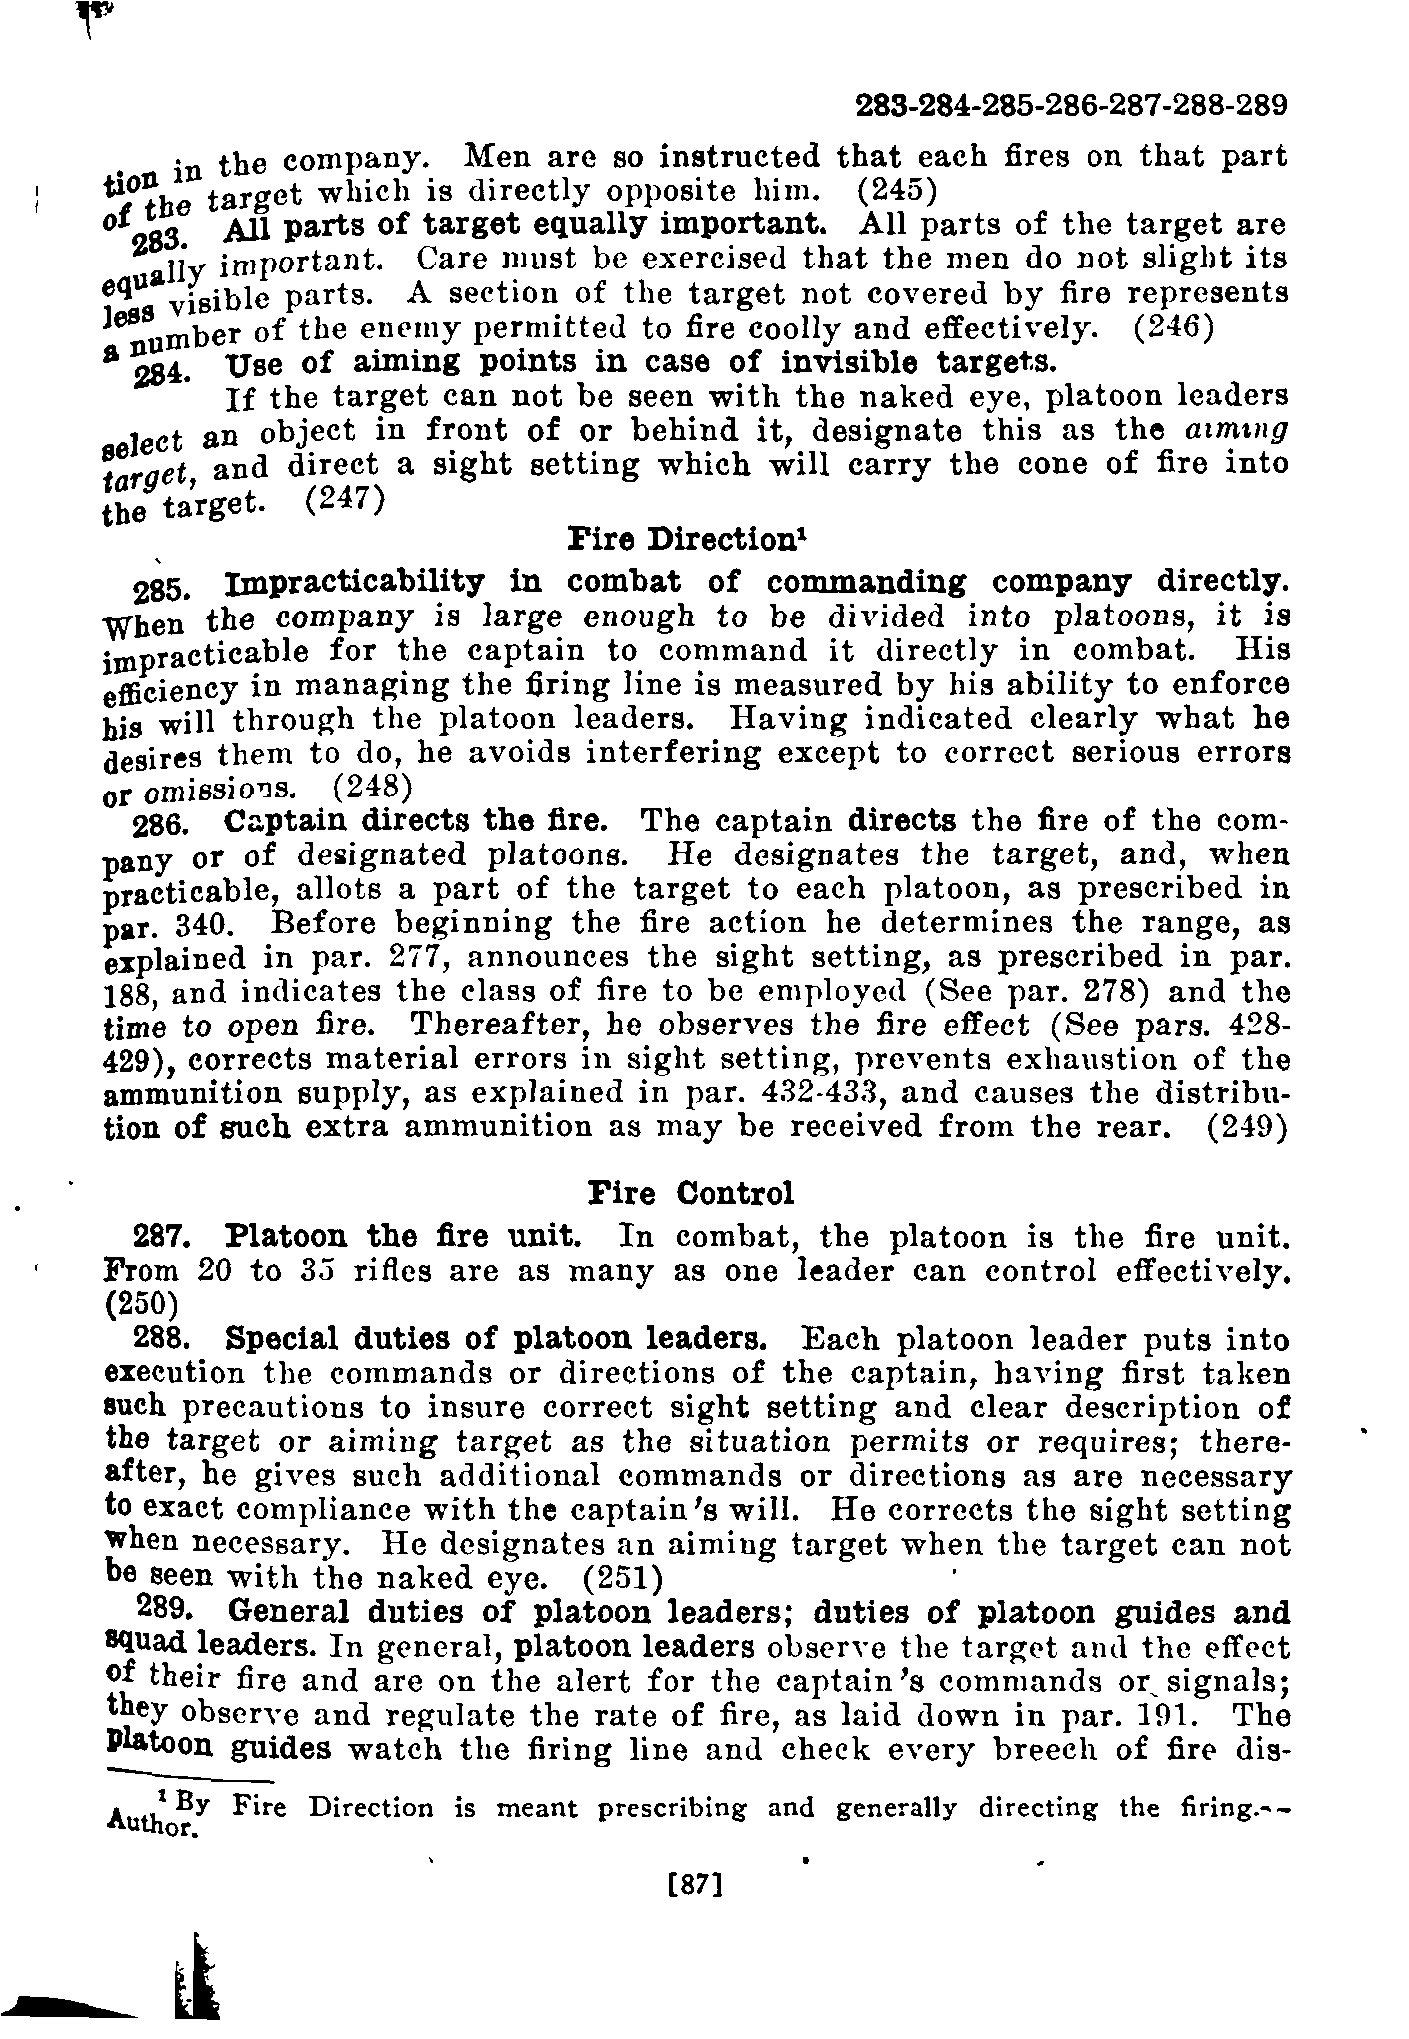 283-284-285-286-287-288-289
tion in the company. Men are so instructed that each fires on that part
of the target which is directly opposite him. (245)
283. All parts of target equally important. All parts of the target are
equally important. Care must be exercised that the men do not slight its
less visible parts. A section of the target not covered by fire represents
a number of the enemy permitted to fire coolly and effectively. (246)
284. Use of aiming points in case of invisible targets.
If the target can not be seen with the naked eye, platoon leaders
select an object in front of or behind it, designate this as the aiming
target, and direct a sight setting which will carry the cone of fire into
the target. (247)
Fire Direction¹
285. Impracticability in combat of commanding company directly.
When the company is large enough to be divided into platoons, it is
impracticable for the captain to command it directly in combat. His
efficiency in managing the firing line is measured by his ability to enforce
his will through the platoon leaders. Having indicated clearly what he
desires them to do, he avoids interfering except to correct serious errors
or omissions. (248)
286. Captain directs the fire. The captain directs the fire of the com-
pany or of designated platoons. He designates the target, and, when
practicable, allots a part of the target to each platoon, as prescribed in
par. 340. Before beginning the fire action he determines the range, as
explained in par. 277, announces the sight setting, as prescribed in par.
188, and indicates the class of fire to be employed (See par. 278) and the
time to open fire. Thereafter, he observes the fire effect (See pars. 428-
429), corrects material errors in sight setting, prevents exhaustion of the
ammunition supply, as explained in par. 432-433, and causes the distribu-
tion of such extra ammunition as may be received from the rear. (249)
Fire Control
287. Platoon the fire unit. In combat, the platoon is the fire unit.
From 20 to 35 rifles are as many as one leader can control effectively.
(250)
288. Special duties of platoon leaders. Each platoon leader puts into
execution the commands or directions of the captain, having first taken
such precautions to insure correct sight setting and clear description of
the target or aiming target as the situation permits or requires; there-
after, he gives such additional commands or directions as are necessary
to exact compliance with the captain's will. He corrects the sight setting
when necessary. He designates an aiming target when the target can not
be seen with the naked eye. (251)
289. General duties of platoon leaders; duties of platoon guides and
squad leaders. In general, platoon leaders observe the target and the effect
of their fire and are on the alert for the captain's commands or signals;
they observe and regulate the rate of fire, as laid down in par. 191. The
platoon guides watch the firing line and check every breech of fire dis-
¹ By Fire Direction is meant prescribing and generally directing the firing.--
Author.
[87]